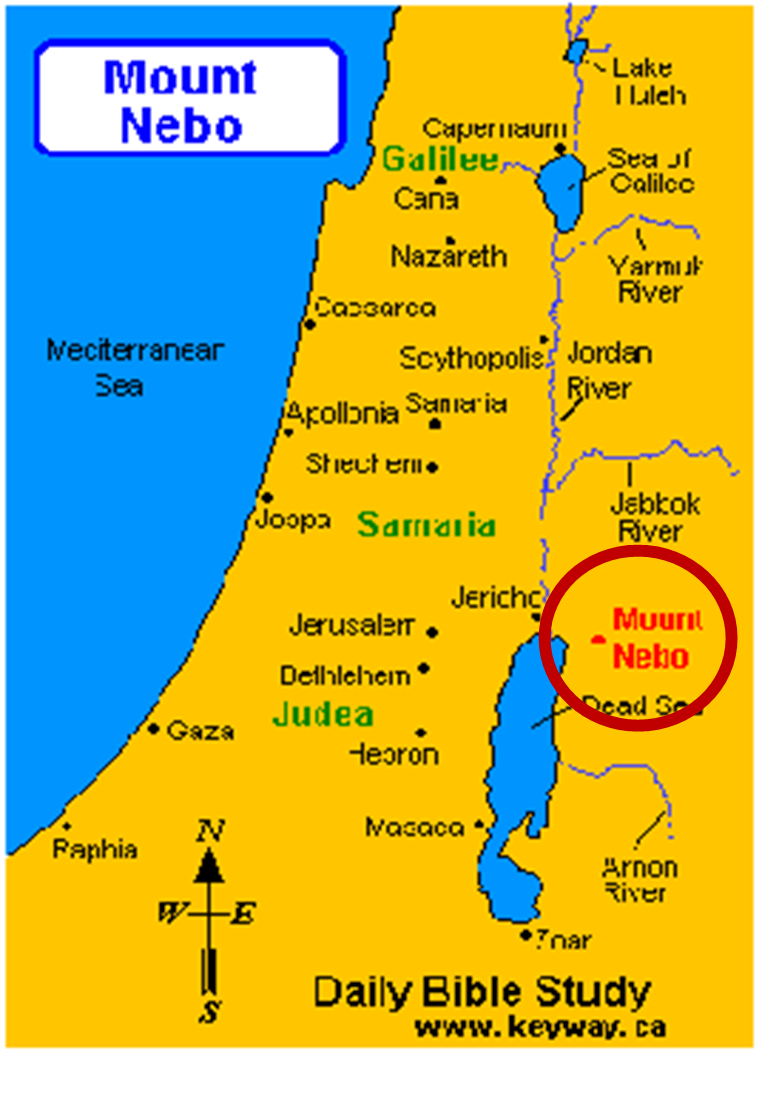 Mount
Nebo
Lake
Huleh
Capernaum
Galilee
Sea of
Galilee
Cana
Nazareth
Yarmuk
River
Caesarea
Mediterranean
Sea
Scythopolis
Jordan
River
Apollonia
Samaria
Shechem
Jabbok
River
Joppa
Samaria
Jericho
Mount
Nebo
Jerusalem
Bethlehem
Dead Sea
Judea
Gaza
Hebron
Masada
Raphia
Arnon
River
N
W E
S
Zoar
Daily Bible Study
www.keyway.ca